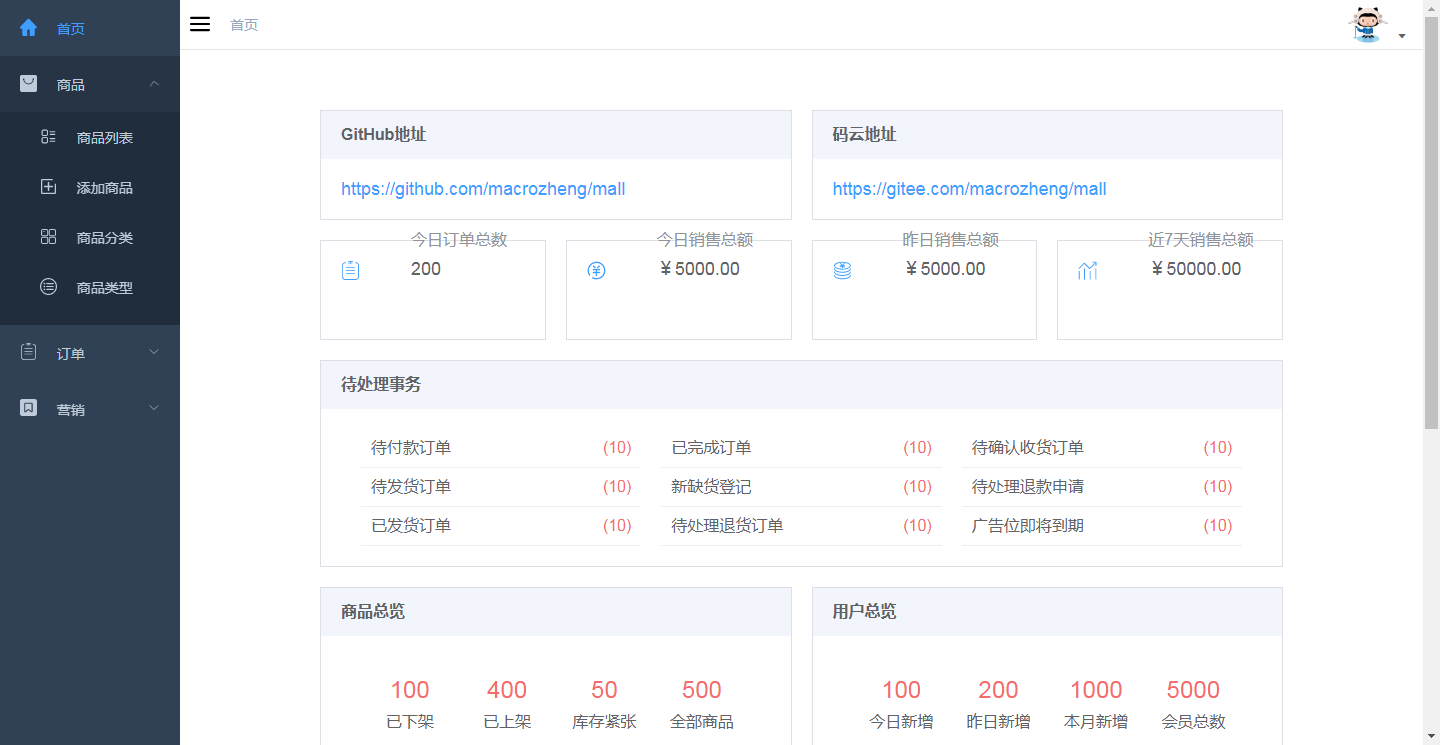 首页
商品
商品列表
添加商品
商品分类
商品类型
订单
营销
首页
GitHub地址
https://github.com/macrozheng/mall
码云地址
https://gitee.com/macrozheng/mall
今日订单总数
200
今日销售总额
￥5000.00
昨日销售总额
￥5000.00
近7天销售总额
￥50000.00
待处理事务
待付款订单 (10) 已完成订单 (10) 待确认收货订单 (10)
待发货订单 (10) 新缺货登记 (10) 待处理退款申请 (10)
已发货订单 (10) 待处理退货订单 (10) 广告位即将到期 (10)
商品总览
100 400 50 500
已下架 已上架 库存紧张 全部商品
用户总览
100 200 1000 5000
今日新增 昨日新增 本月新增 会员总数